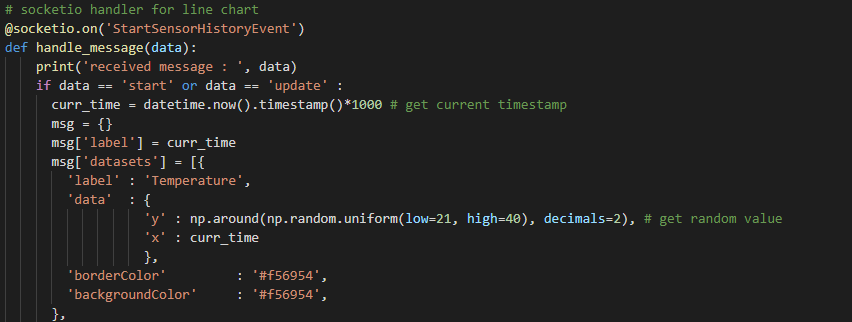 # socketio handler for line chart
@socketio.on('StartSensorHistoryEvent')
def handle_message(data):
    print('received message : ', data)
    if data == 'start' or data == 'update' :
      curr_time = datetime.now().timestamp()*1000 # get current timestamp
      msg = {}
      msg['label'] = curr_time
      msg['datasets'] = [{
        'label' : 'Temperature',
        'data'  : {
                  'y' : np.around(np.random.uniform(low=21, high=40), decimals=2), # get random value
                  'x' : curr_time
                  },
        'borderColor'         : '#f56954',
        'backgroundColor'     : '#f56954',
      },